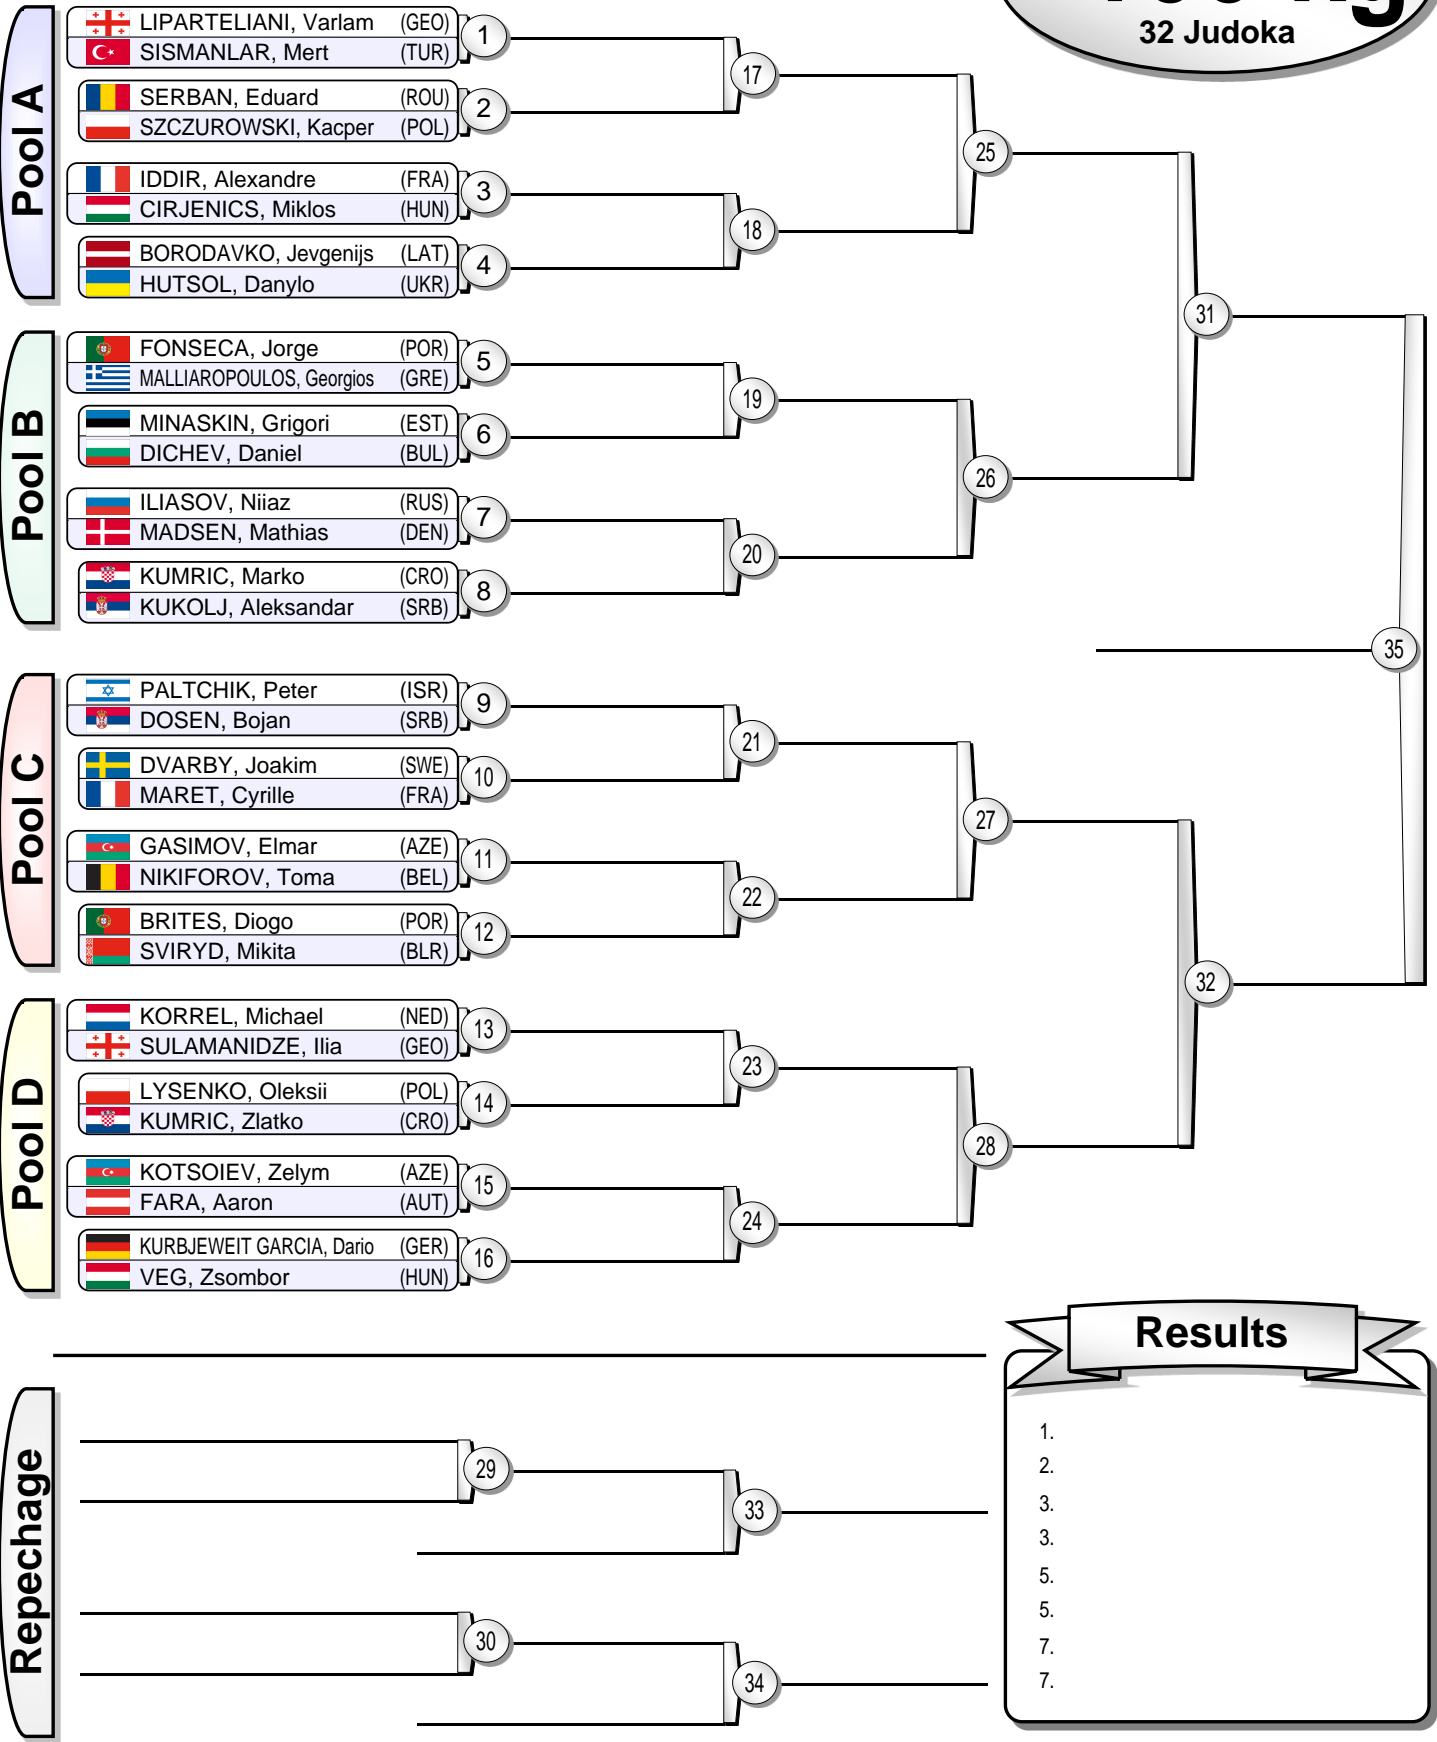 32 Judoka
Pool A
LIPARTELIANI, Varlam (GEO)
SISMANLAR, Mert (TUR)
1
SERBAN, Eduard (ROU)
SZCZUROWSKI, Kacper (POL)
2
IDDIR, Alexandre (FRA)
CIRJENICS, Miklos (HUN)
3
BORODAVKO, Jevgenijs (LAT)
HUTSOL, Danylo (UKR)
4
17
18
25
Pool B
FONSECA, Jorge (POR)
MALLIAROPOULOS, Georgios (GRE)
5
MINASKIN, Grigori (EST)
DICHEV, Daniel (BUL)
6
ILIASOV, Niiaz (RUS)
MADSEN, Mathias (DEN)
7
KUMRIC, Marko (CRO)
KUKOLJ, Aleksandar (SRB)
8
19
20
26
31
Pool C
PALTCHIK, Peter (ISR)
DOSEN, Bojan (SRB)
9
DVARBY, Joakim (SWE)
MARET, Cyrille (FRA)
10
GASIMOV, Elmar (AZE)
NIKIFOROV, Toma (BEL)
11
BRITES, Diogo (POR)
SVIRYD, Mikita (BLR)
12
21
22
27
Pool D
KORREL, Michael (NED)
SULAMANIDZE, Ilia (GEO)
13
LYSENKO, Oleksii (POL)
KUMRIC, Zlatko (CRO)
14
KOTSOIEV, Zelym (AZE)
FARA, Aaron (AUT)
15
KURBJEWEIT GARCIA, Dario (GER)
VEG, Zsombor (HUN)
16
23
24
28
32
35
Repechage
29
33
30
34
Results
1.
2.
3.
3.
5.
5.
7.
7.